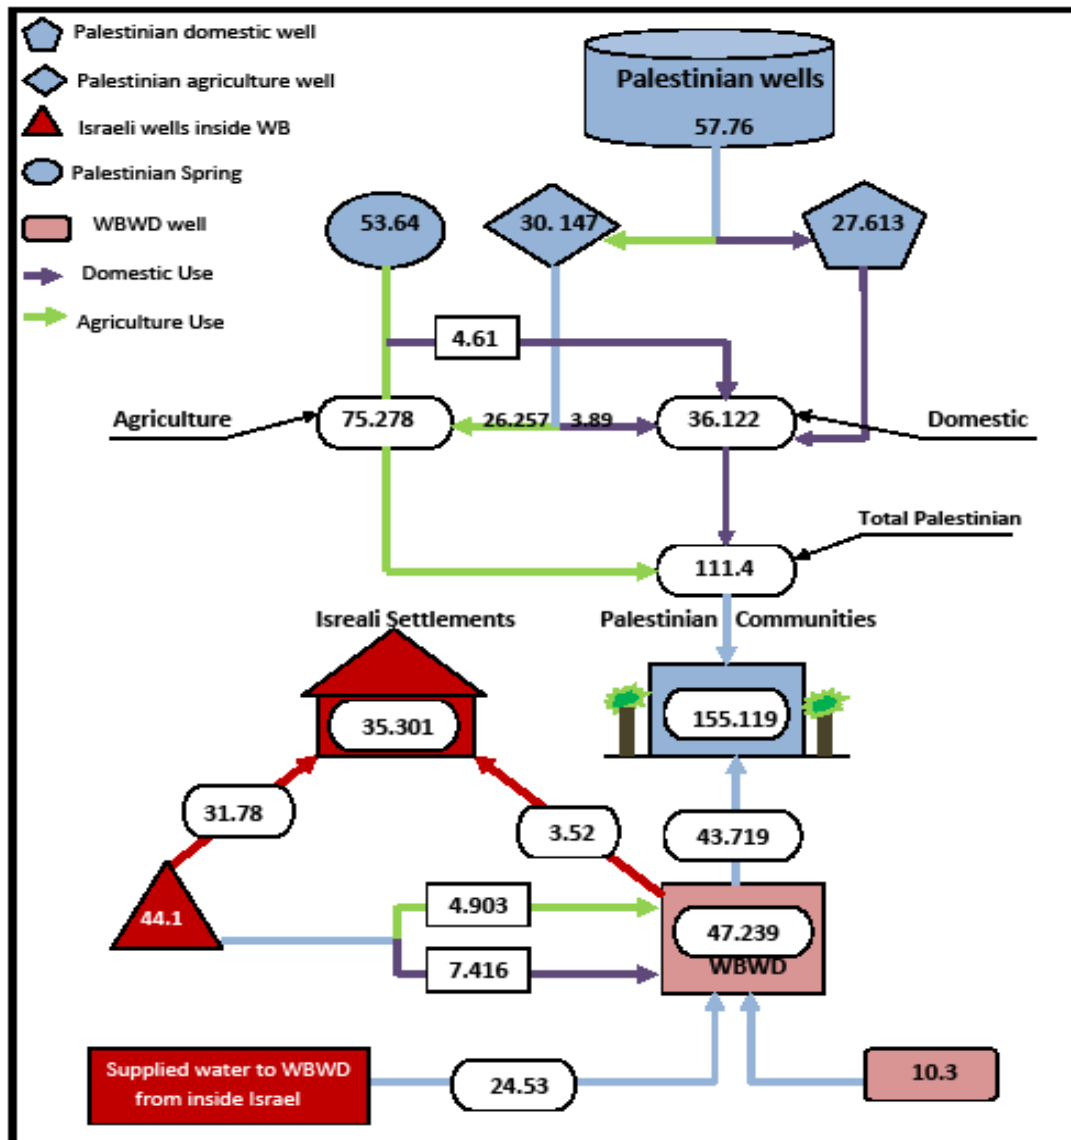 Palestinian domestic well
Palestinian agriculture well
Israeli wells inside WB
Palestinian Spring
WBWD well
Domestic Use
Agriculture Use
Palestinian wells
57.76
53.64
30. 147
27.613
4.61
Agriculture
75.278
26.257
3.89
36.122
Domestic
Total Palestinian
111.4
Isreali Settlements
Palestinian Communities
35.301
155.119
31.78
3.52
43.719
44.1
4.903
7.416
47.239
WBWD
Supplied water to WBWD
from inside Israel
24.53
10.3